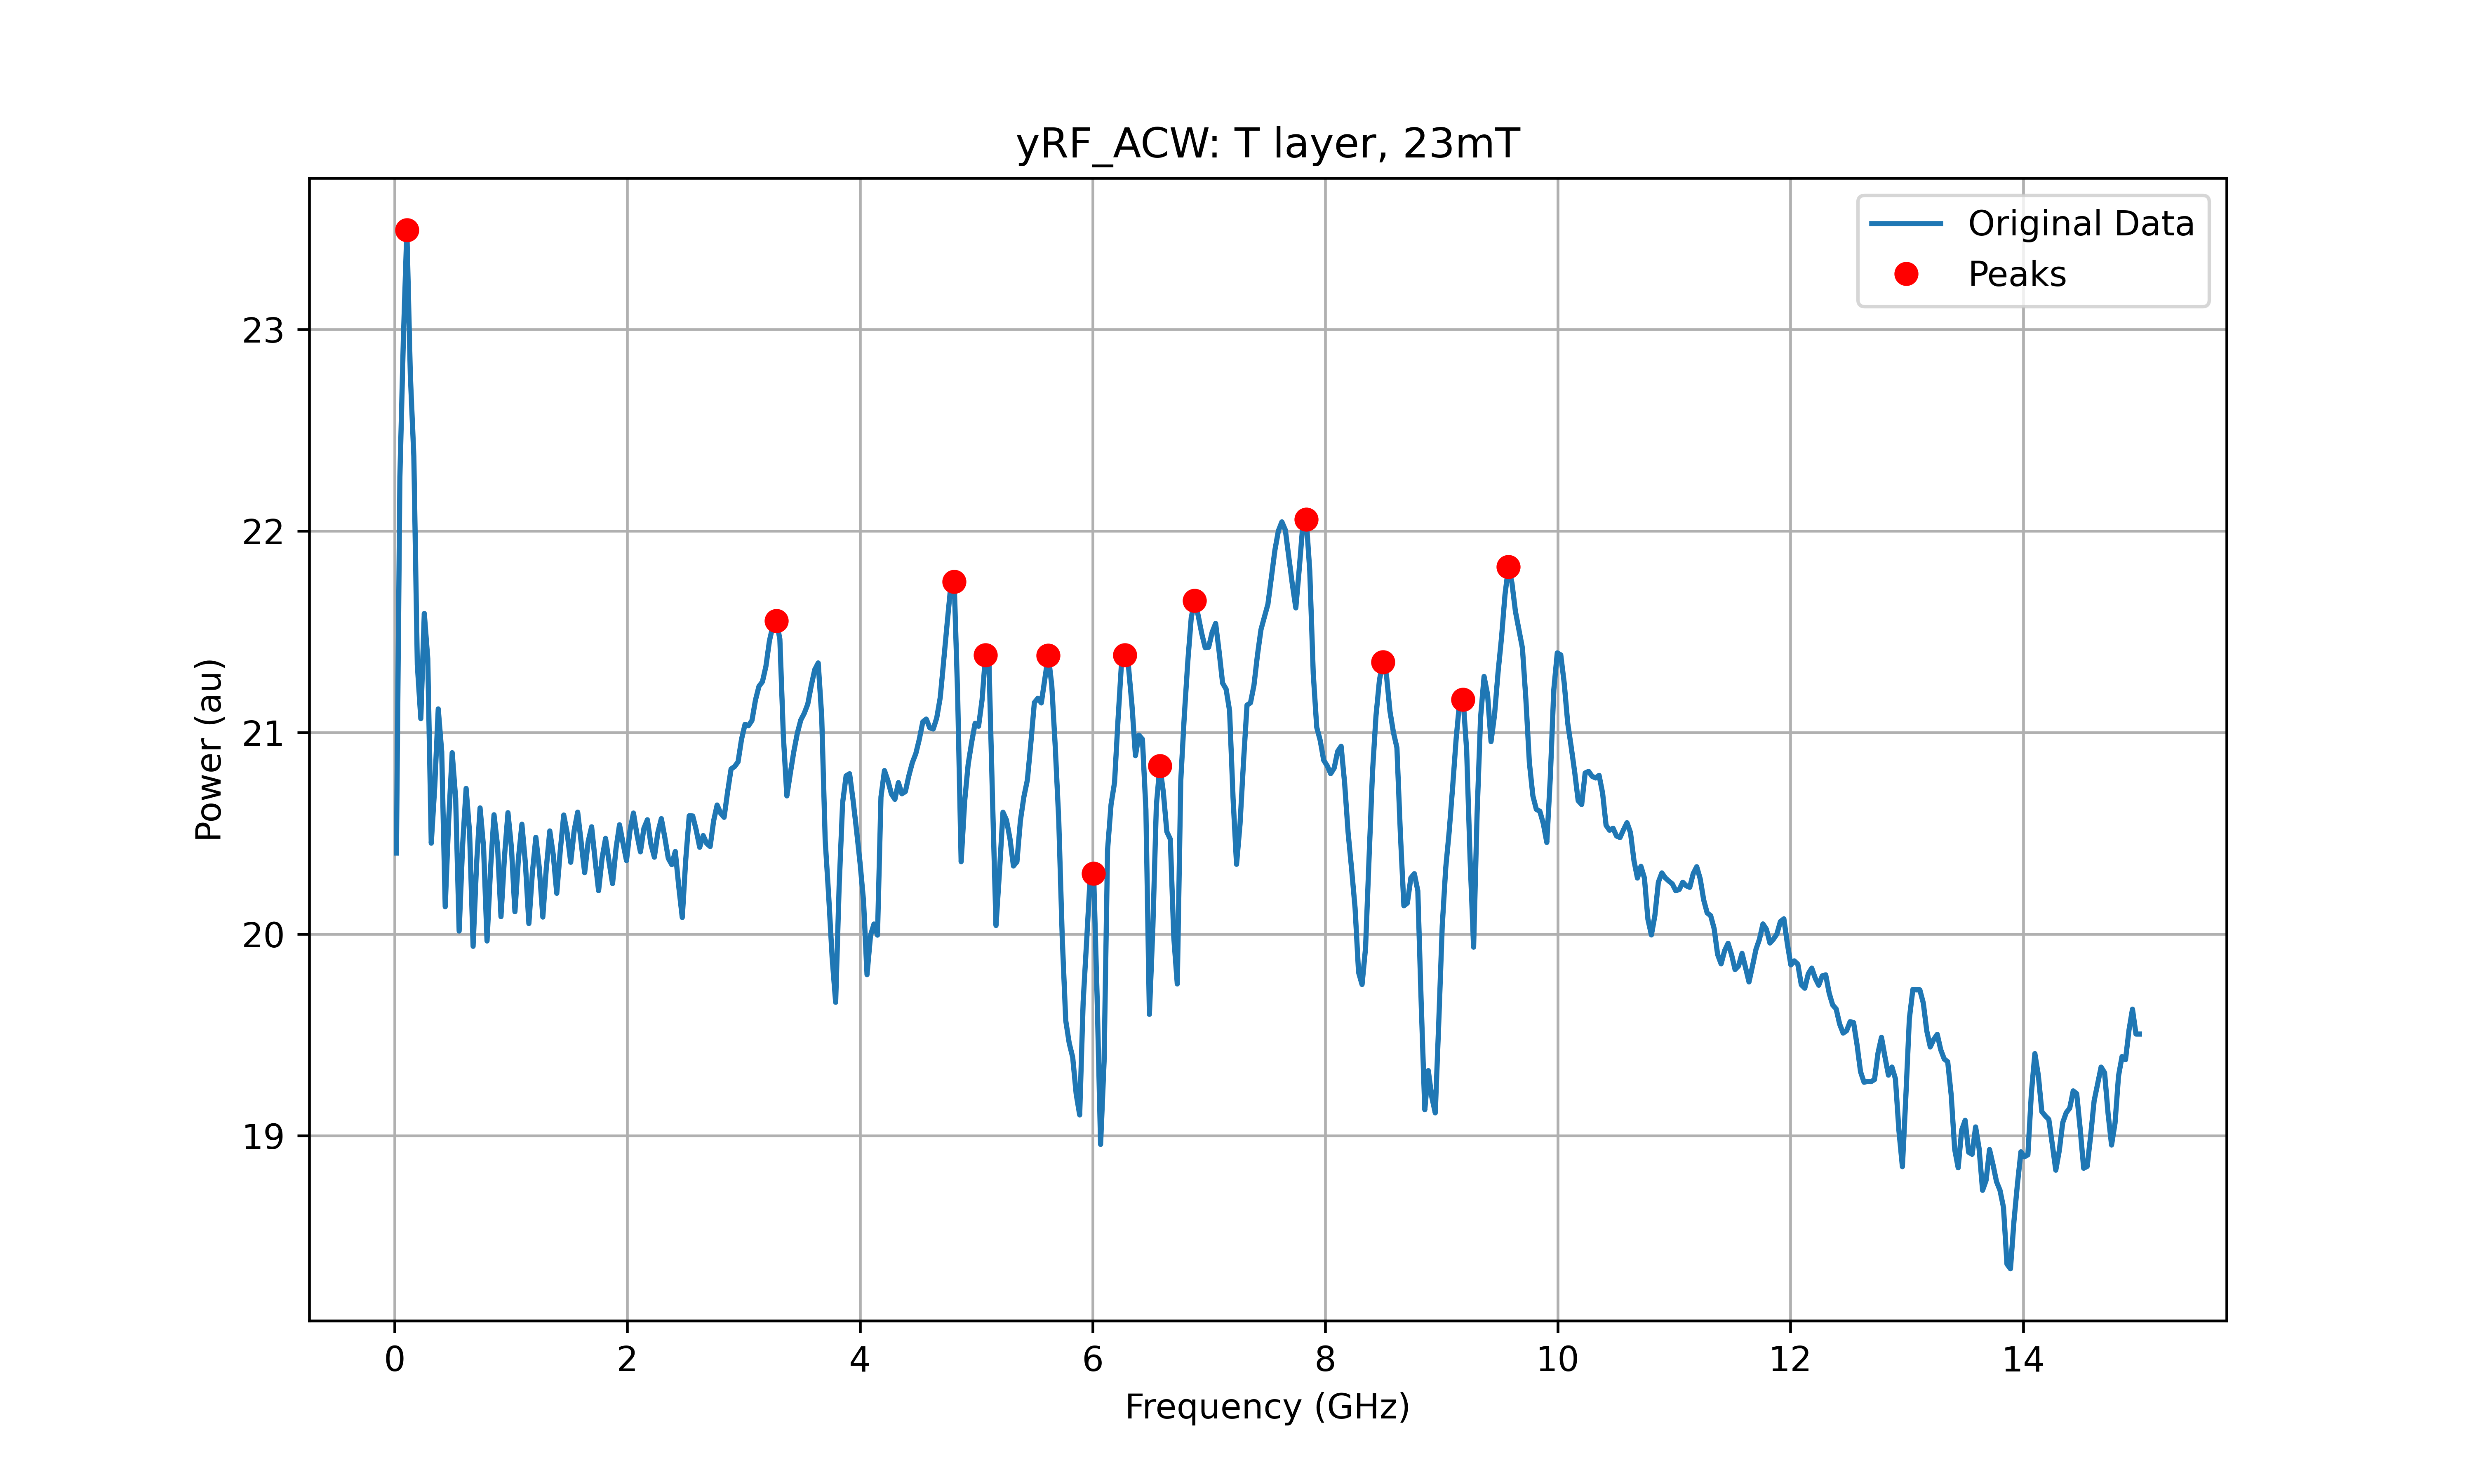 yRF_ACW: T layer, 23mT
Original Data
Peaks
Power (au)
23
22
21
20
19
0 2 4 6 8 10 12 14
Frequency (GHz)